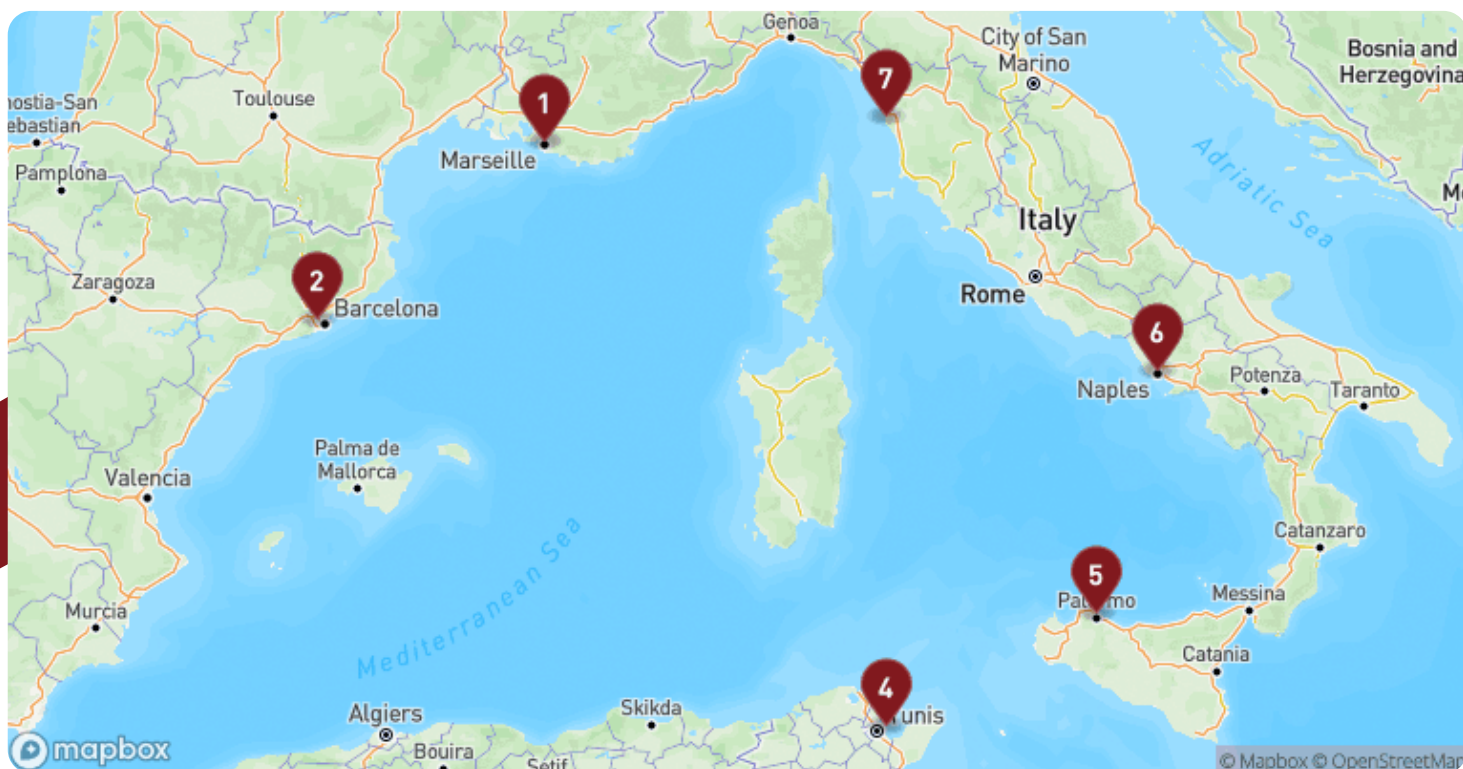 Genoa
City of San
Marino
Bosnia and
Herzegovina
7
nostia-San
ebastian
Toulouse
1
Marseille
Pamplona
Adriatic Sea
Italy
2
Zaragoza
Barcelona
Rome
6
Naples
Potenza
Taranto
Palma de
Mallorca
Valencia
Mediterranean Sea
Catanzaro
5
Murcia
Messina
Catania
4
Algiers
Skikda
unis
Bouira
Setif
mapbox
© Mapbox © OpenStreetMap